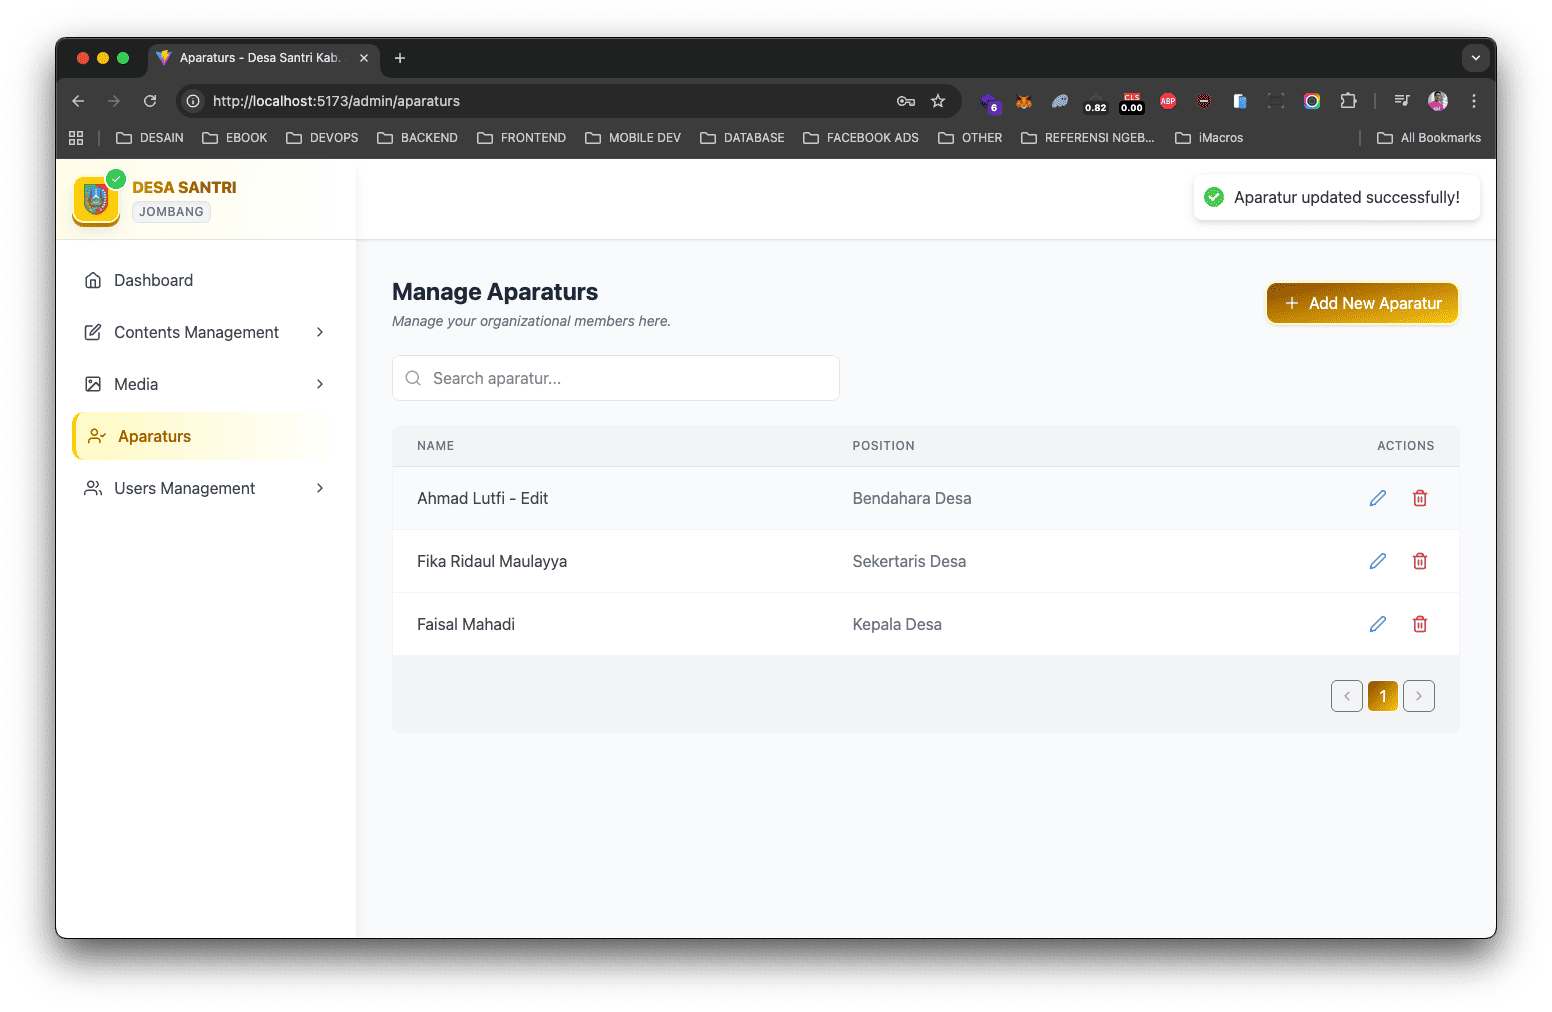 Aparaturs - Desa Santri Kab.
http://localhost:5173/admin/aparaturs
6
0.82
CLS
0.00
ABP
DESAIN
EBOOK
DEVOPS
BACKEND
FRONTEND
MOBILE DEV
DATABASE
FACEBOOK ADS
OTHER
REFERENSI NGEB...
iMacros
All Bookmarks
DESA SANTRI
JOMBANG
Aparatur updated successfully!
Dashboard
Contents Management
Media
Aparaturs
Users Management
Manage Aparaturs
Manage your organizational members here.
+ Add New Aparatur
Search aparatur...
NAME POSITION ACTIONS
Ahmad Lutfi - Edit Bendahara Desa
Fika Ridaul Maulayya Sekertaris Desa
Faisal Mahadi Kepala Desa
1